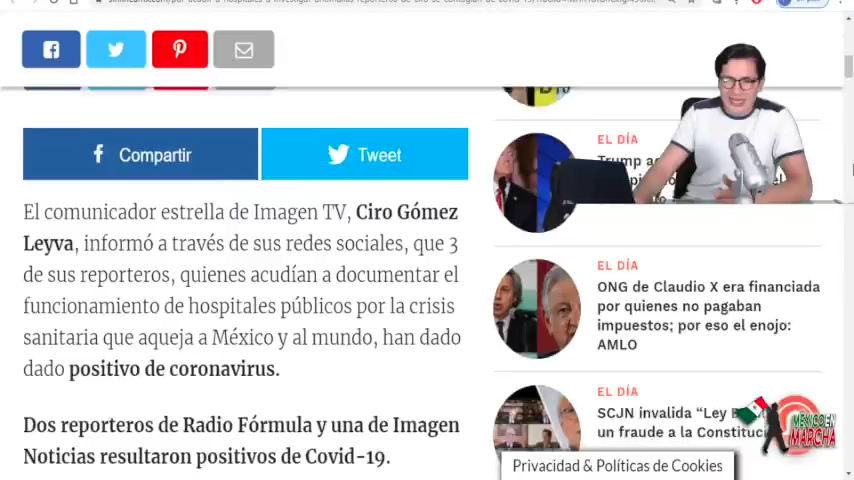 Compartir
Tweet
El comunicador estrella de Imagen TV, Ciro Gómez
Leyva, informó a través de sus redes sociales, que 3
de sus reporteros, quienes acudían a documentar el
funcionamiento de hospitales públicos por la crisis
sanitaria que aqueja a México y al mundo, han dado
dado positivo de coronavirus.
Dos reporteros de Radio Fórmula y una de Imagen
Noticias resultaron positivos de Covid-19.
EL DÍA
Trump
EL DÍA
ONG de Claudio X era financiada
por quienes no pagaban
impuestos; por eso el enojo:
AMLO
EL DÍA
SCJN invalida “Ley
un fraude a la
MÉXICO EN
MARCHA
Privacidad & Políticas de Cookies